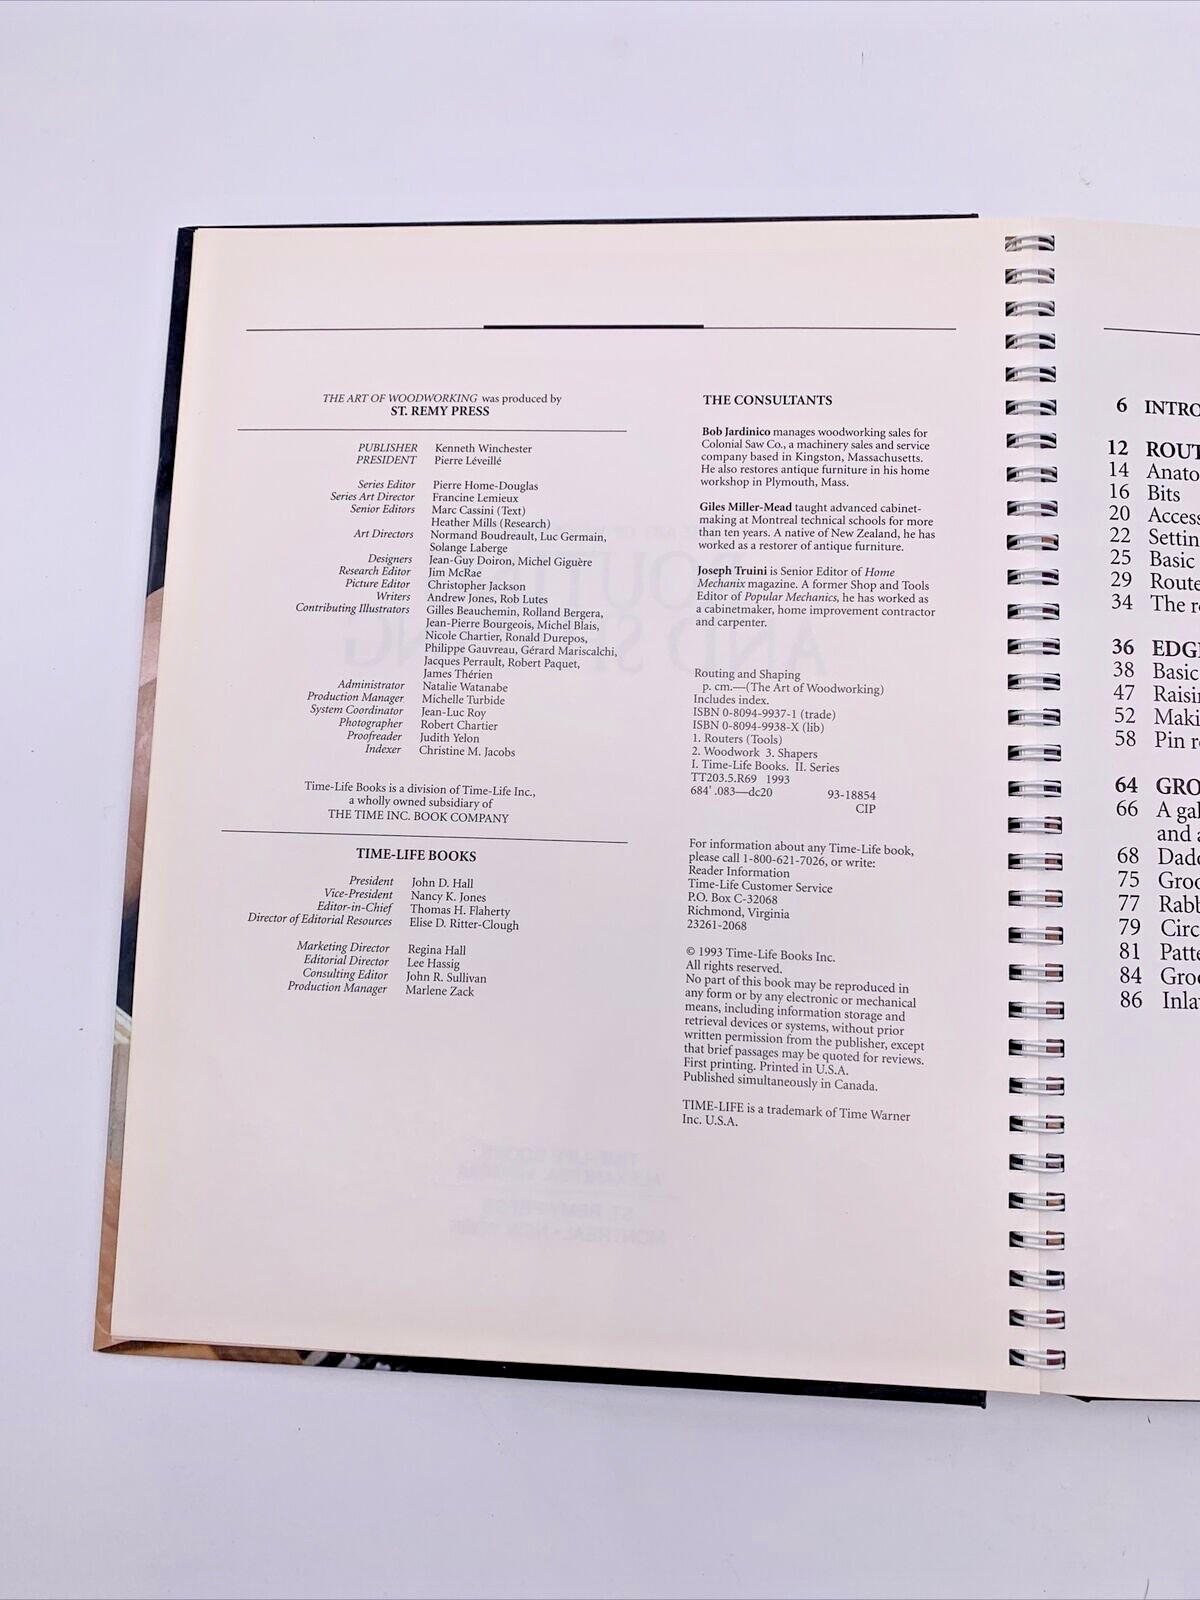 THE ART OF WOODWORKING was produced by
ST. REMY PRESS
PUBLISHER Kenneth Winchester
PRESIDENT Pierre Léveillé
Series Editor Pierre Home-Douglas
Series Art Director Francine Lemieux
Senior Editors Marc Cassini (Text)
Heather Mills (Research)
Art Directors Normand Boudreault, Luc Germain,
Solange Laberge
Designers Jean-Guy Doiron, Michel Giguère
Research Editor Jim McRae
Picture Editor Christopher Jackson
Writers Andrew Jones, Rob Lutes
Contributing Illustrators Gilles Beauchemin, Rolland Bergera,
Jean-Pierre Bourgeois, Michel Blais,
Nicole Chartier, Ronald Durepos,
Philippe Gauvreau, Gérard Mariscalchi,
Jacques Perrault, Robert Paquet,
James Thérien
Administrator Natalie Watanabe
Production Manager Michelle Turbide
System Coordinator Jean-Luc Roy
Photographer Robert Chartier
Proofreader Judith Yelon
Indexer Christine M. Jacobs
Time-Life Books is a division of Time-Life Inc.,
a wholly owned subsidiary of
THE TIME INC. BOOK COMPANY
TIME-LIFE BOOKS
President John D. Hall
Vice-President Nancy K. Jones
Editor-in-Chief Thomas H. Flaherty
Director of Editorial Resources Elise D. Ritter-Clough
Marketing Director Regina Hall
Editorial Director Lee Hassig
Consulting Editor John R. Sullivan
Production Manager Marlene Zack
THE CONSULTANTS
Bob Jardinico manages woodworking sales for
Colonial Saw Co., a machinery sales and service
company based in Kingston, Massachusetts.
He also restores antique furniture in his home
workshop in Plymouth, Mass.
Giles Miller-Mead taught advanced cabinet-
making at Montreal technical schools for more
than ten years. A native of New Zealand, he has
worked as a restorer of antique furniture.
Joseph Truini is Senior Editor of Home
Mechanix magazine. A former Shop and Tools
Editor of Popular Mechanics, he has worked as
a cabinetmaker, home improvement contractor
and carpenter.
Routing and Shaping
p. cm.—(The Art of Woodworking)
Includes index.
ISBN 0-8094-9937-1 (trade)
ISBN 0-8094-9938-X (lib)
1. Routers (Tools)
2. Woodwork 3. Shapers
I. Time-Life Books. II. Series
TT203.5.R69 1993
684'.083—dc20 93-18854
CIP
For information about any Time-Life book,
please call 1-800-621-7026, or write:
Reader Information
Time-Life Customer Service
P.O. Box C-32068
Richmond, Virginia
23261-2068
© 1993 Time-Life Books Inc.
All rights reserved.
No part of this book may be reproduced in
any form or by any electronic or mechanical
means, including information storage and
retrieval devices or systems, without prior
written permission from the publisher, except
that brief passages may be quoted for reviews.
First printing. Printed in U.S.A.
Published simultaneously in Canada.
TIME-LIFE is a trademark of Time Warner
Inc. U.S.A.
6 INTRO
12 ROUT
14 Anato
16 Bits
20 Access
22 Settin
25 Basic
29 Route
34 The r
36 EDGE
38 Basic
47 Raisin
52 Maki
58 Pin r
64 GRO
66 A gal
and a
68 Dado
75 Groo
77 Rabb
79 Circ
81 Patte
84 Groo
86 Inla